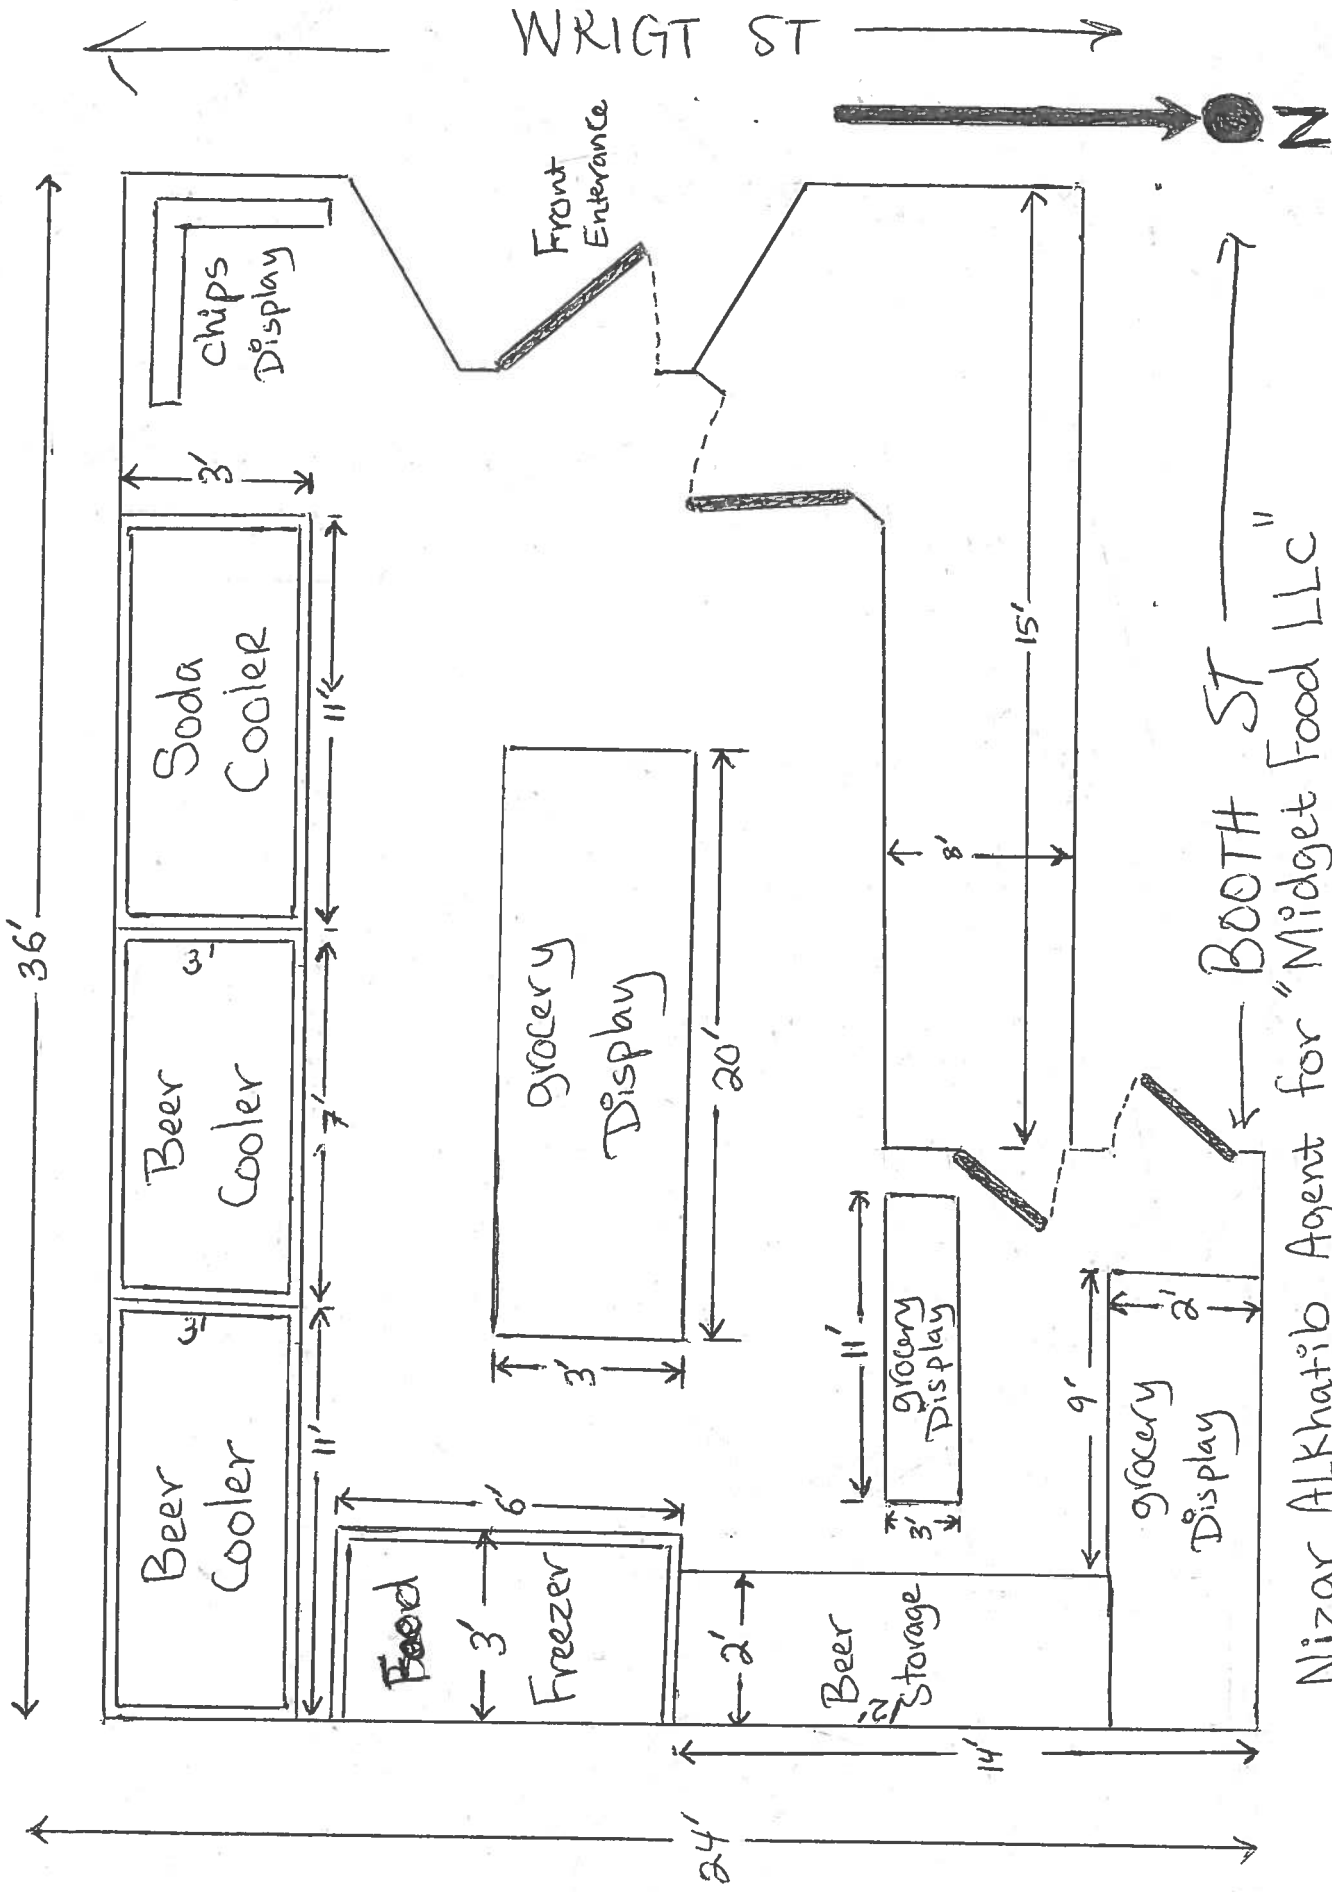 WRIGT ST
N
Front
Enterance
Chips
Display
36'
3'
Soda
Cooler
11'
3'
Beer
Cooler
7'
3'
Beer
Cooler
11'
grocery
Display
20'
3'
15'
8'
Food
Freezer
6'
3'
11'
grocery
Display
3'
Beer
Storage
2'
12'
9'
2'
grocery
Display
14'
24'
BOOTH ST
Nizar ALKhatib Agent for "Midget Food LLC"